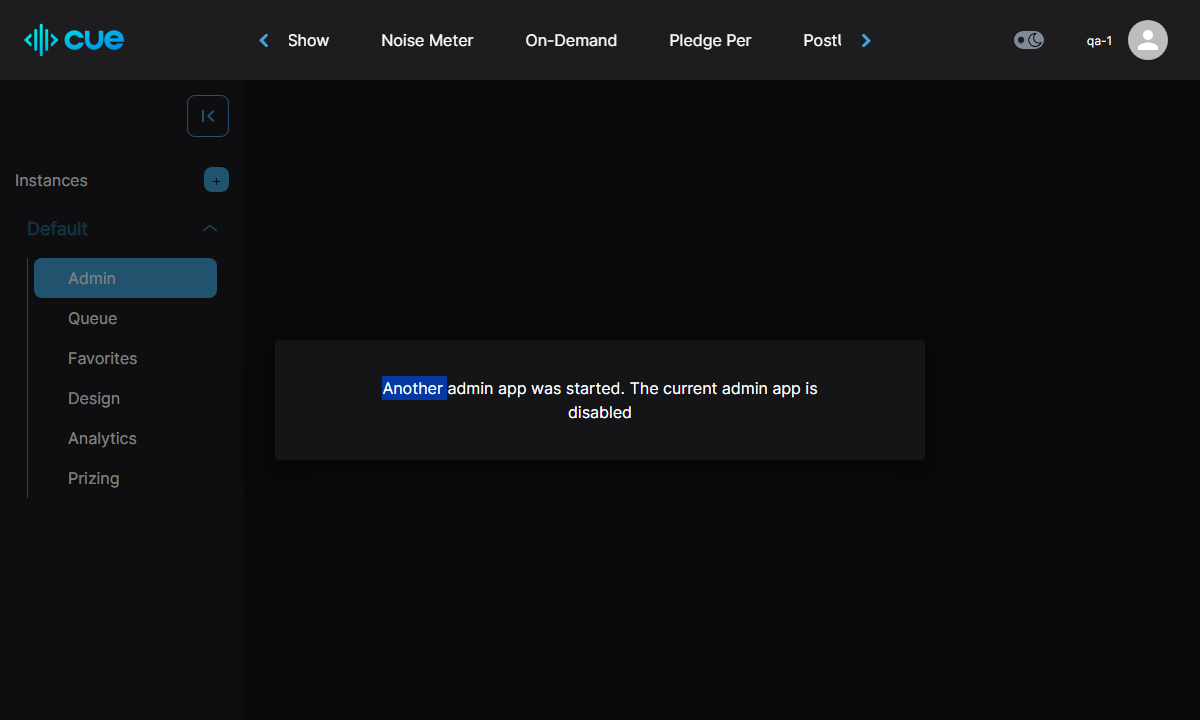 cue
Show
Noise Meter
On-Demand
Pledge Per
qa-1
Instances
+
Default
Admin
Queue
Favorites
Design
Analytics
Prizing
Another admin app was started. The current admin app is
disabled